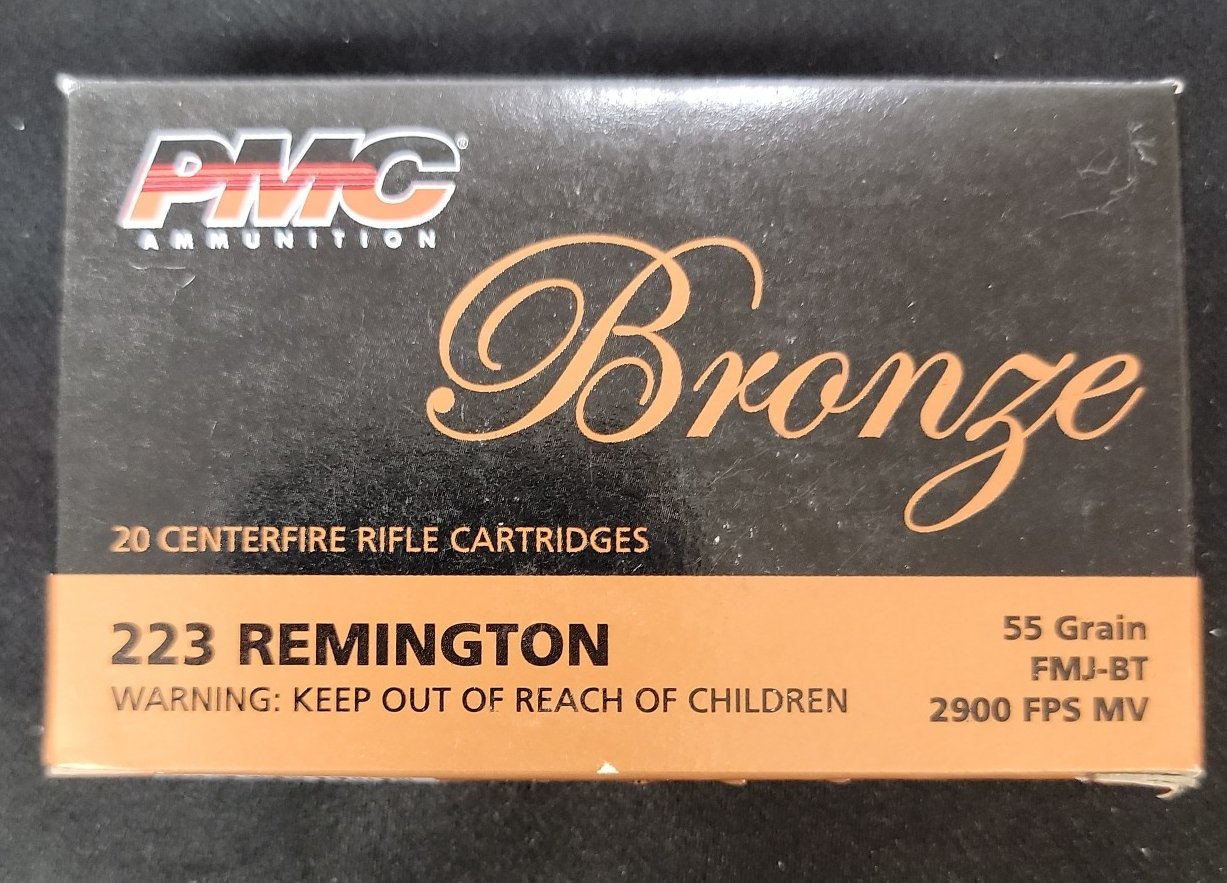 PMC®
AMMUNITION
Bronze
20 CENTERFIRE RIFLE CARTRIDGES
223 REMINGTON
WARNING: KEEP OUT OF REACH OF CHILDREN
55 Grain
FMJ-BT
2900 FPS MV